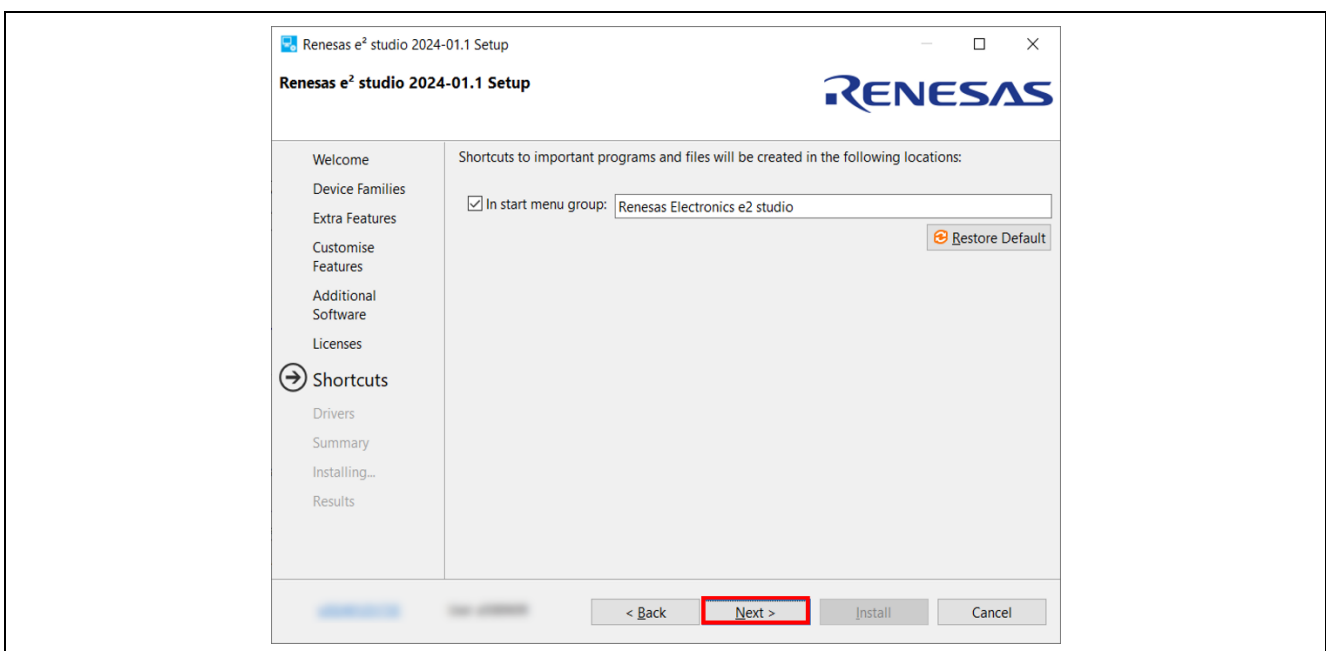 Renesas e² studio 2024-01.1 Setup
Renesas e² studio 2024-01.1 Setup
RENESAS
Welcome
Device Families
Extra Features
Customise
Features
Additional
Software
Licenses
Shortcuts
Drivers
Summary
Installing...
Results
Shortcuts to important programs and files will be created in the following locations:
In start menu group: Renesas Electronics e2 studio
Restore Default
< Back Next > Install Cancel